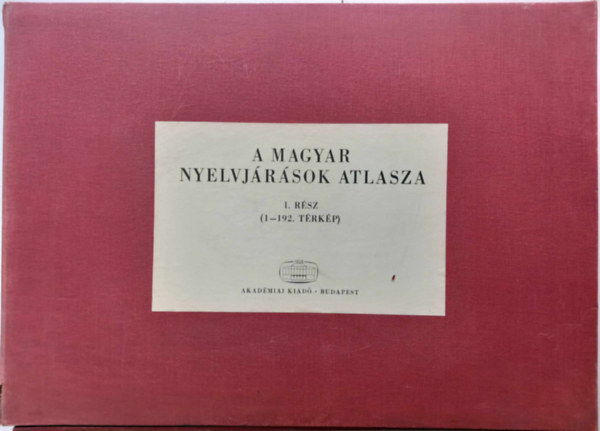 A MAGYAR
NYELVJÁRÁSOK ATLASZA
I. RÉSZ
(1–192. TÉRKÉP)
AKADÉMIAI KIADÓ • BUDAPEST